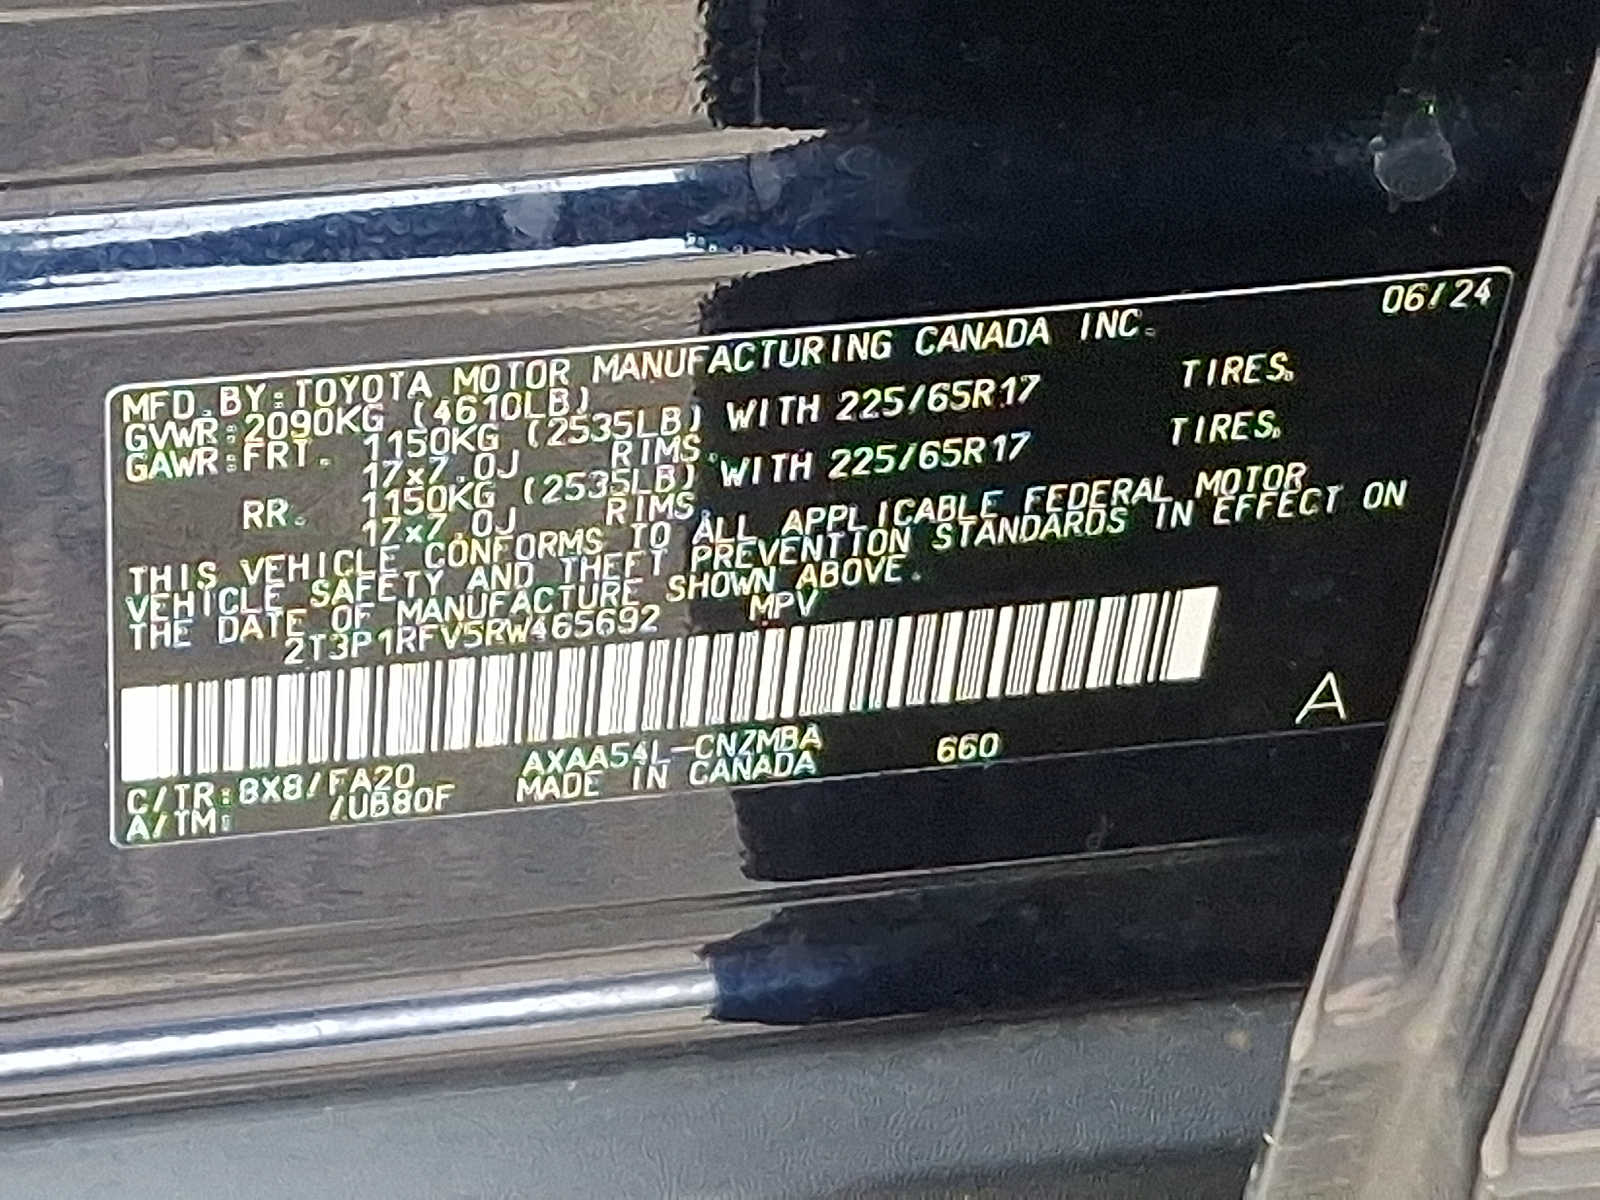 06/24
MFD.BY:TOYOTA MOTOR MANUFACTURING CANADA INC.
GVWR:2090KG (4610LB)
GAWR:FRT. 1150KG (2535LB) WITH 225/65R17 TIRES,
17x7.0J RIMS.
RR. 1150KG (2535LB) WITH 225/65R17 TIRES,
17x7.0J RIMS.
THIS VEHICLE CONFORMS TO ALL APPLICABLE FEDERAL MOTOR
VEHICLE SAFETY AND THEFT PREVENTION STANDARDS IN EFFECT ON
THE DATE OF MANUFACTURE SHOWN ABOVE.
2T3P1RFV5RW465692 MPV
C/TR:8X8/FA20 AXAA54L-CNZMBA 660 A
A/TM: /UB80F MADE IN CANADA